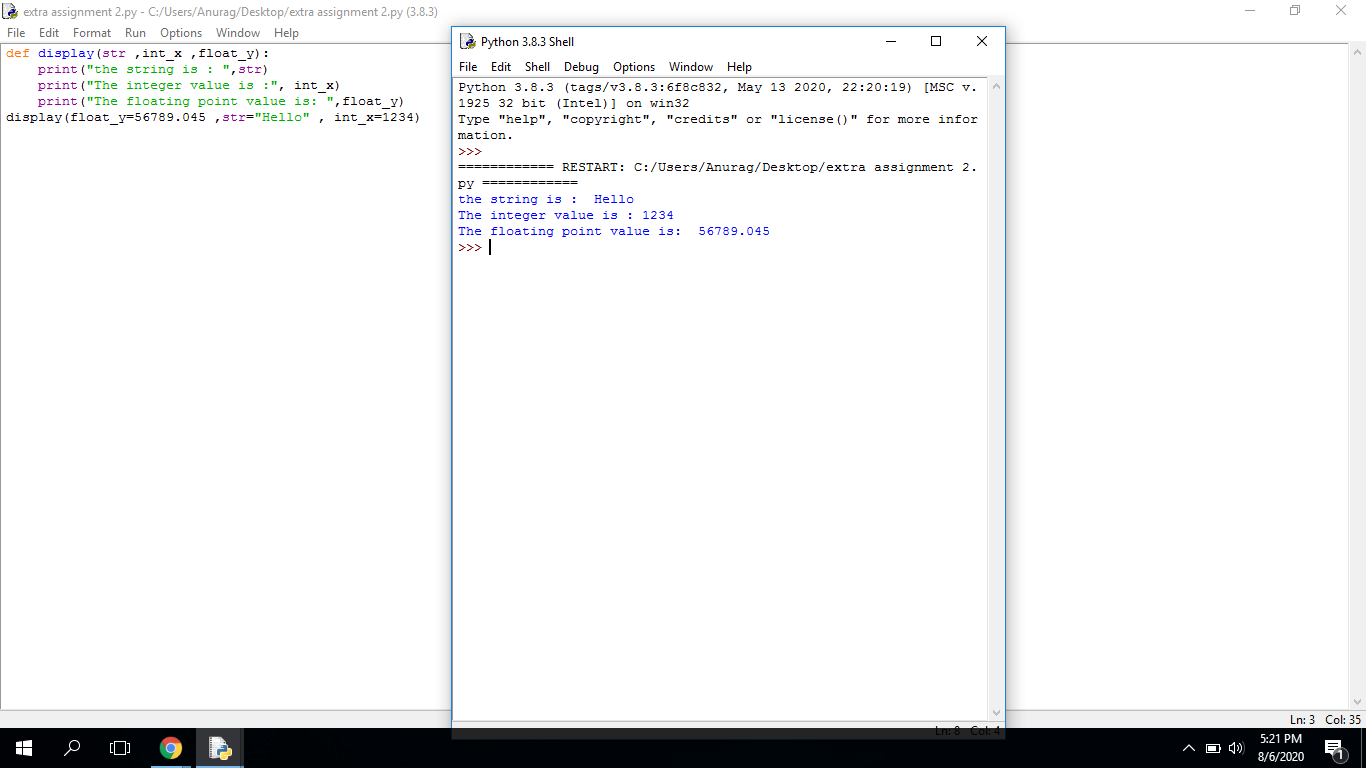 extra assignment 2.py - C:/Users/Anurag/Desktop/extra assignment 2.py (3.8.3)
File Edit Format Run Options Window Help
def display(str ,int_x ,float_y):
    print("the string is : ",str)
    print("The integer value is :", int_x)
    print("The floating point value is: ",float_y)
display(float_y=56789.045 ,str="Hello" , int_x=1234)
Python 3.8.3 Shell
File Edit Shell Debug Options Window Help
Python 3.8.3 (tags/v3.8.3:6f8c832, May 13 2020, 22:20:19) [MSC v.
1925 32 bit (Intel)] on win32
Type "help", "copyright", "credits" or "license()" for more infor
mation.
>>>
============ RESTART: C:/Users/Anurag/Desktop/extra assignment 2.
py ============
the string is :  Hello
The integer value is : 1234
The floating point value is:  56789.045
>>>
Ln: 8 Col: 4
Ln: 3 Col: 35
5:21 PM
8/6/2020
1